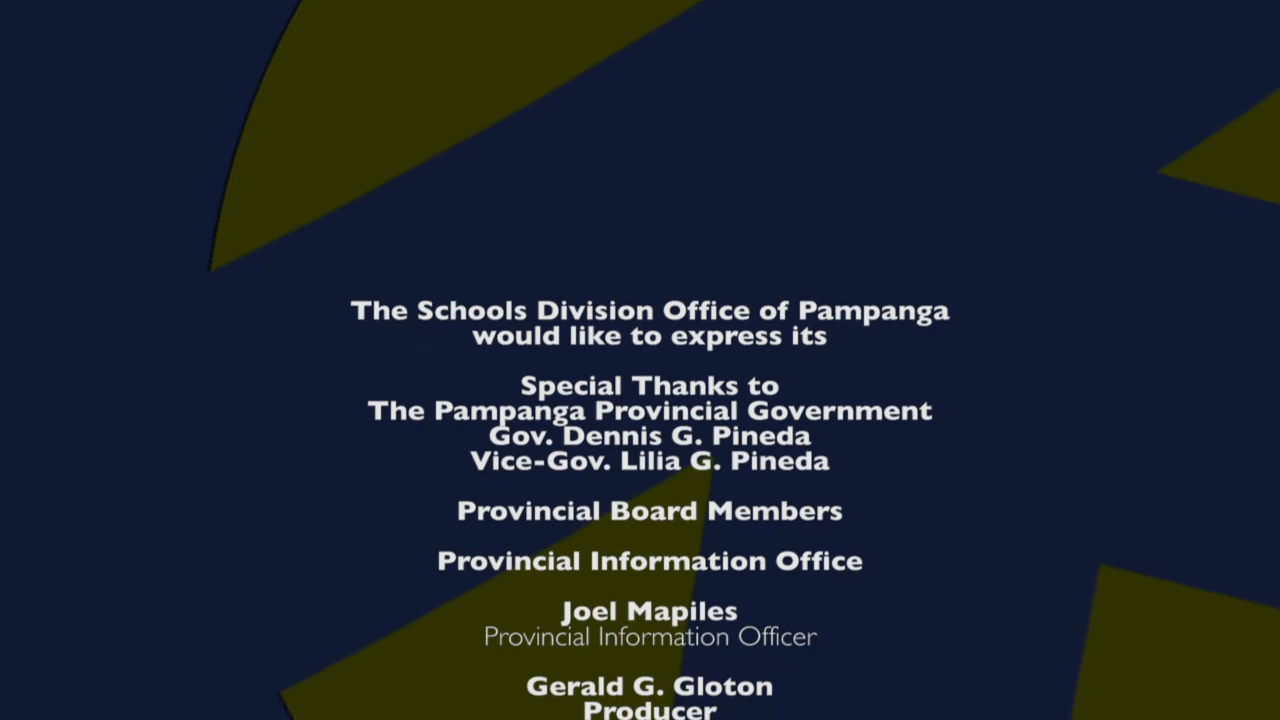 The Schools Division Office of Pampanga
would like to express its
Special Thanks to
The Pampanga Provincial Government
Gov. Dennis G. Pineda
Vice-Gov. Lilia G. Pineda
Provincial Board Members
Provincial Information Office
Joel Mapiles
Provincial Information Officer
Gerald G. Gloton
Producer